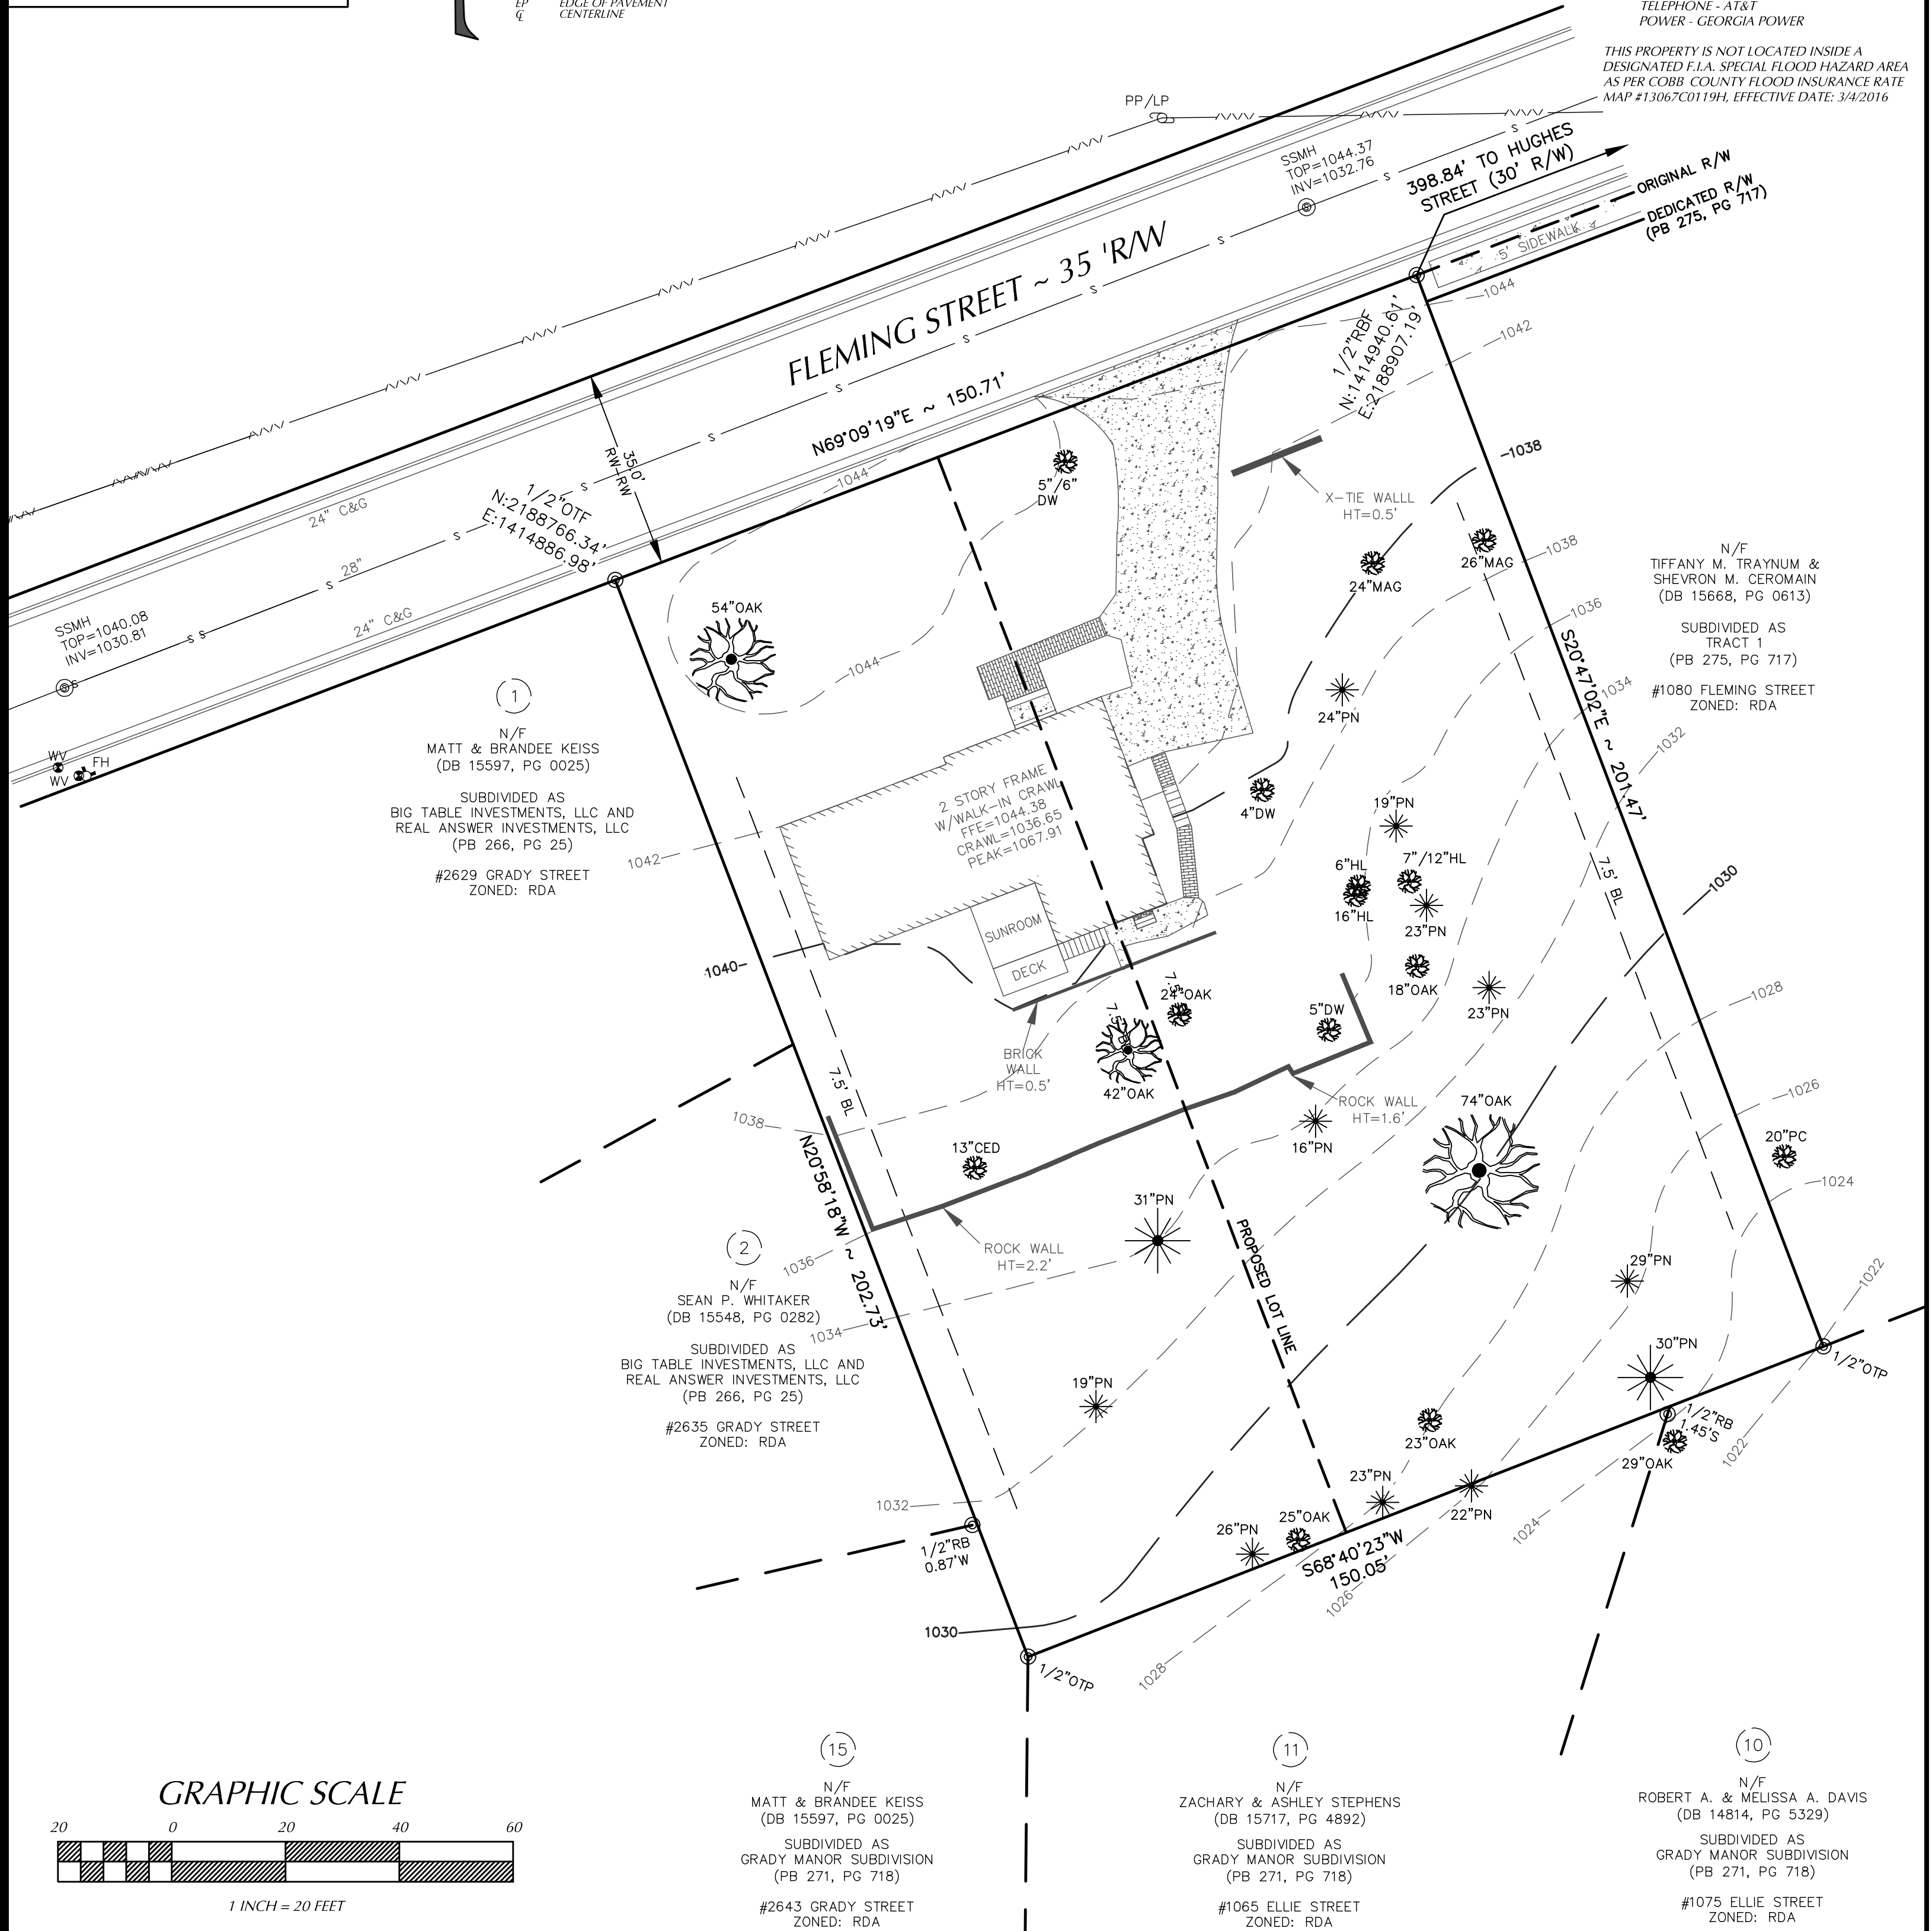 EP EDGE OF PAVEMENT
℄ CENTERLINE
TELEPHONE - AT&T
POWER - GEORGIA POWER
THIS PROPERTY IS NOT LOCATED INSIDE A
DESIGNATED F.I.A. SPECIAL FLOOD HAZARD AREA
AS PER COBB COUNTY FLOOD INSURANCE RATE
MAP #13067C0119H, EFFECTIVE DATE: 3/4/2016
PP/LP
S
SSMH
TOP=1044.37
INV=1032.76
S
398.84' TO HUGHES
STREET (30' R/W)
ORIGINAL R/W
DEDICATED R/W
(PB 275, PG 717)
5' SIDEWALK
S
S
FLEMING STREET ~ 35 'R/W
S
S
S
S
S
S
S
S S
S
N69°09'19"E ~ 150.71'
35.0'
RW-RW
1/2"RBF
N:1414940.61'
E:2188907.19'
1044
1042
1038
1/2"OTF
N:2188766.34'
E:1414886.98'
24" C&G
28"
24" C&G
SSMH
TOP=1040.08
INV=1030.81
WV
WV
FH
1044
5"/6"
DW
X-TIE WALLL
HT=0.5'
24"MAG
26"MAG
1038
1036
1034
1032
N/F
TIFFANY M. TRAYNUM &
SHEVRON M. CEROMAIN
(DB 15668, PG 0613)
SUBDIVIDED AS
TRACT 1
(PB 275, PG 717)
#1080 FLEMING STREET
ZONED: RDA
S20°47'02"E ~ 201.47'
54"OAK
1044
24"PN
1
N/F
MATT & BRANDEE KEISS
(DB 15597, PG 0025)
SUBDIVIDED AS
BIG TABLE INVESTMENTS, LLC AND
REAL ANSWER INVESTMENTS, LLC
(PB 266, PG 25)
#2629 GRADY STREET
ZONED: RDA
1042
2 STORY FRAME
W/WALK-IN CRAWL
FFE=1044.38
CRAWL=1036.65
PEAK=1067.91
4"DW
19"PN
6"HL
7"/12"HL
16"HL
23"PN
7.5' BL
1030
SUNROOM
DECK
1040
7.5'
24"OAK
7.5' B
42"OAK
18"OAK
5"DW
23"PN
1028
BRICK
WALL
HT=0.5'
7.5' BL
1038
ROCK WALL
HT=1.6'
16"PN
74"OAK
1026
20"PC
1024
13"CED
N20°58'18"W ~ 202.73'
31"PN
ROCK WALL
HT=2.2'
PROPOSED LOT LINE
2
N/F
SEAN P. WHITAKER
(DB 15548, PG 0282)
SUBDIVIDED AS
BIG TABLE INVESTMENTS, LLC AND
REAL ANSWER INVESTMENTS, LLC
(PB 266, PG 25)
#2635 GRADY STREET
ZONED: RDA
1036
1034
29"PN
1022
30"PN
1/2"OTP
19"PN
23"OAK
1/2"RB
1.45'S
29"OAK
1022
1032
1/2"RB
0.87'W
26"PN
25"OAK
23"PN
22"PN
1024
S68°40'23"W
150.05'
1026
1030
1028
1/2"OTP
15
N/F
MATT & BRANDEE KEISS
(DB 15597, PG 0025)
SUBDIVIDED AS
GRADY MANOR SUBDIVISION
(PB 271, PG 718)
#2643 GRADY STREET
ZONED: RDA
11
N/F
ZACHARY & ASHLEY STEPHENS
(DB 15717, PG 4892)
SUBDIVIDED AS
GRADY MANOR SUBDIVISION
(PB 271, PG 718)
#1065 ELLIE STREET
ZONED: RDA
10
N/F
ROBERT A. & MELISSA A. DAVIS
(DB 14814, PG 5329)
SUBDIVIDED AS
GRADY MANOR SUBDIVISION
(PB 271, PG 718)
#1075 ELLIE STREET
ZONED: RDA
GRAPHIC SCALE
20 0 20 40 60
1 INCH = 20 FEET